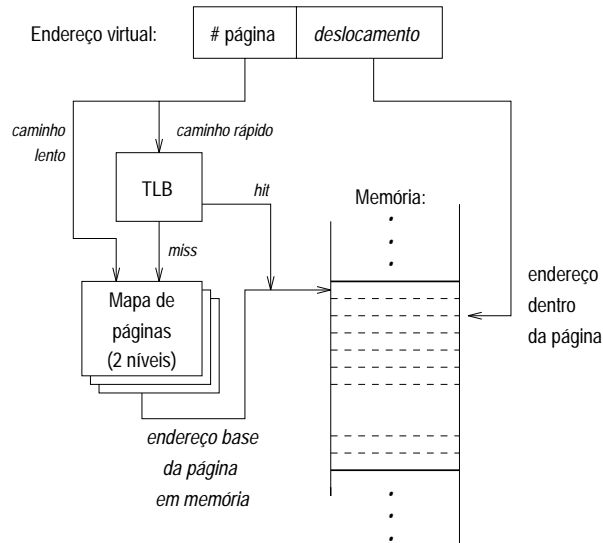 Endereço virtual:
# página
deslocamento
caminho
lento
caminho rápido
TLB
hit
miss
Memória:
Mapa de
páginas
(2 níveis)
endereço
dentro
da página
endereço base
da página
em memória